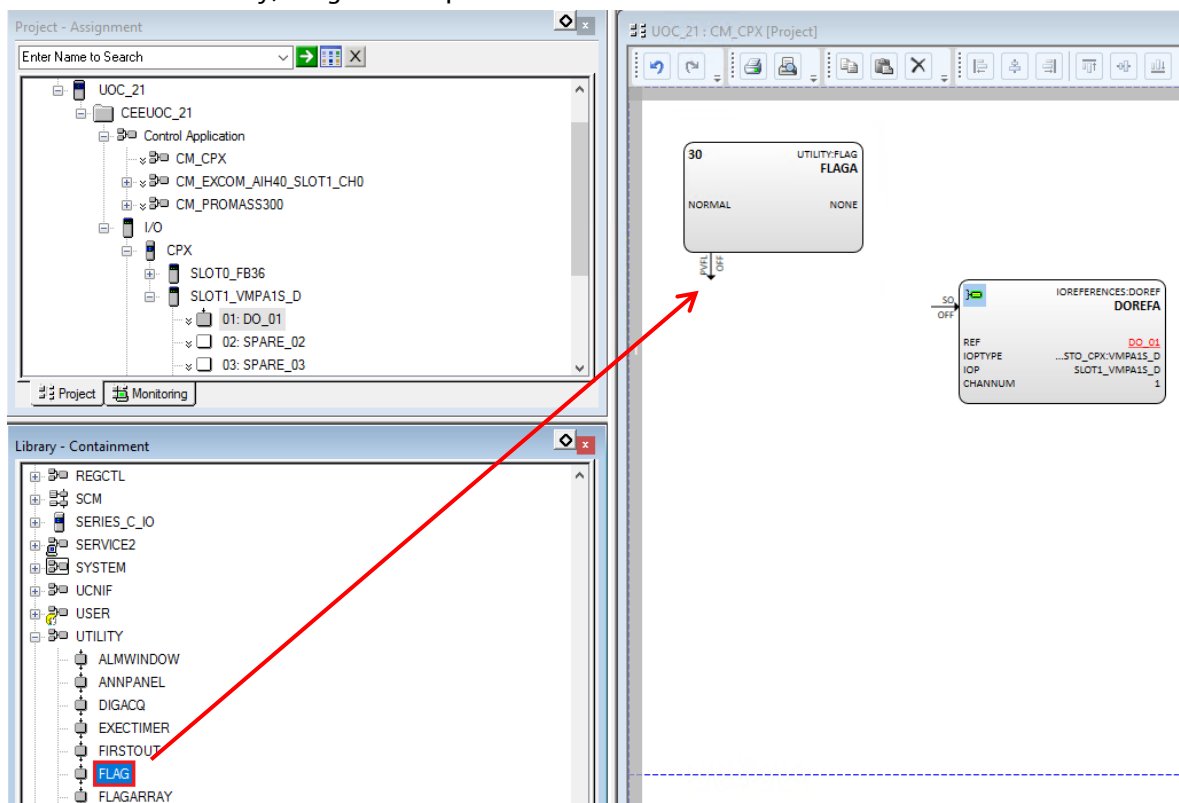 Project - Assignment
Enter Name to Search
UOC_21
CEEUOC_21
Control Application
CM_CPX
CM_EXCOM_AIH40_SLOT1_CH0
CM_PROMASS300
I/O
CPX
SLOT0_FB36
SLOT1_VMPA1S_D
01: DO_01
02: SPARE_02
03: SPARE_03
Project
Monitoring
Library - Containment
REGCTL
SCM
SERIES_C_IO
SERVICE2
SYSTEM
UCNIF
USER
UTILITY
ALMWINDOW
ANNPANEL
DIGACQ
EXECTIMER
FIRSTOUT
FLAG
FLAGARRAY
UOC_21 : CM_CPX [Project]
30 UTILITY:FLAG
FLAGA
NORMAL NONE
PVFL
OFF
SO
OFF
IOREFERENCES:DOREF
DOREFA
REF DO_01
IOPTYPE ...STO_CPX:VMPA1S_D
IOP SLOT1_VMPA1S_D
CHANNUM 1